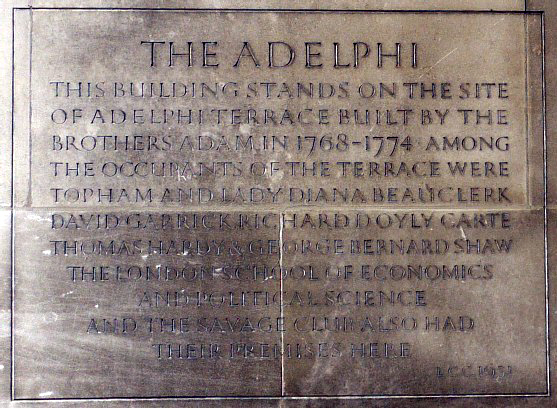 THE ADELPHI
THIS BUILDING STANDS ON THE SITE
OF ADELPHI TERRACE BUILT BY THE
BROTHERS ADAM IN 1768-1774 AMONG
THE OCCUPANTS OF THE TERRACE WERE
TOPHAM AND LADY DIANA BEAUCLERK
DAVID GARRICK RICHARD D'OYLY CARTE
THOMAS HARDY & GEORGE BERNARD SHAW
THE LONDON SCHOOL OF ECONOMICS
AND POLITICAL SCIENCE
AND THE SAVAGE CLUB ALSO HAD
THEIR PREMISES HERE
L.C.C. 1951